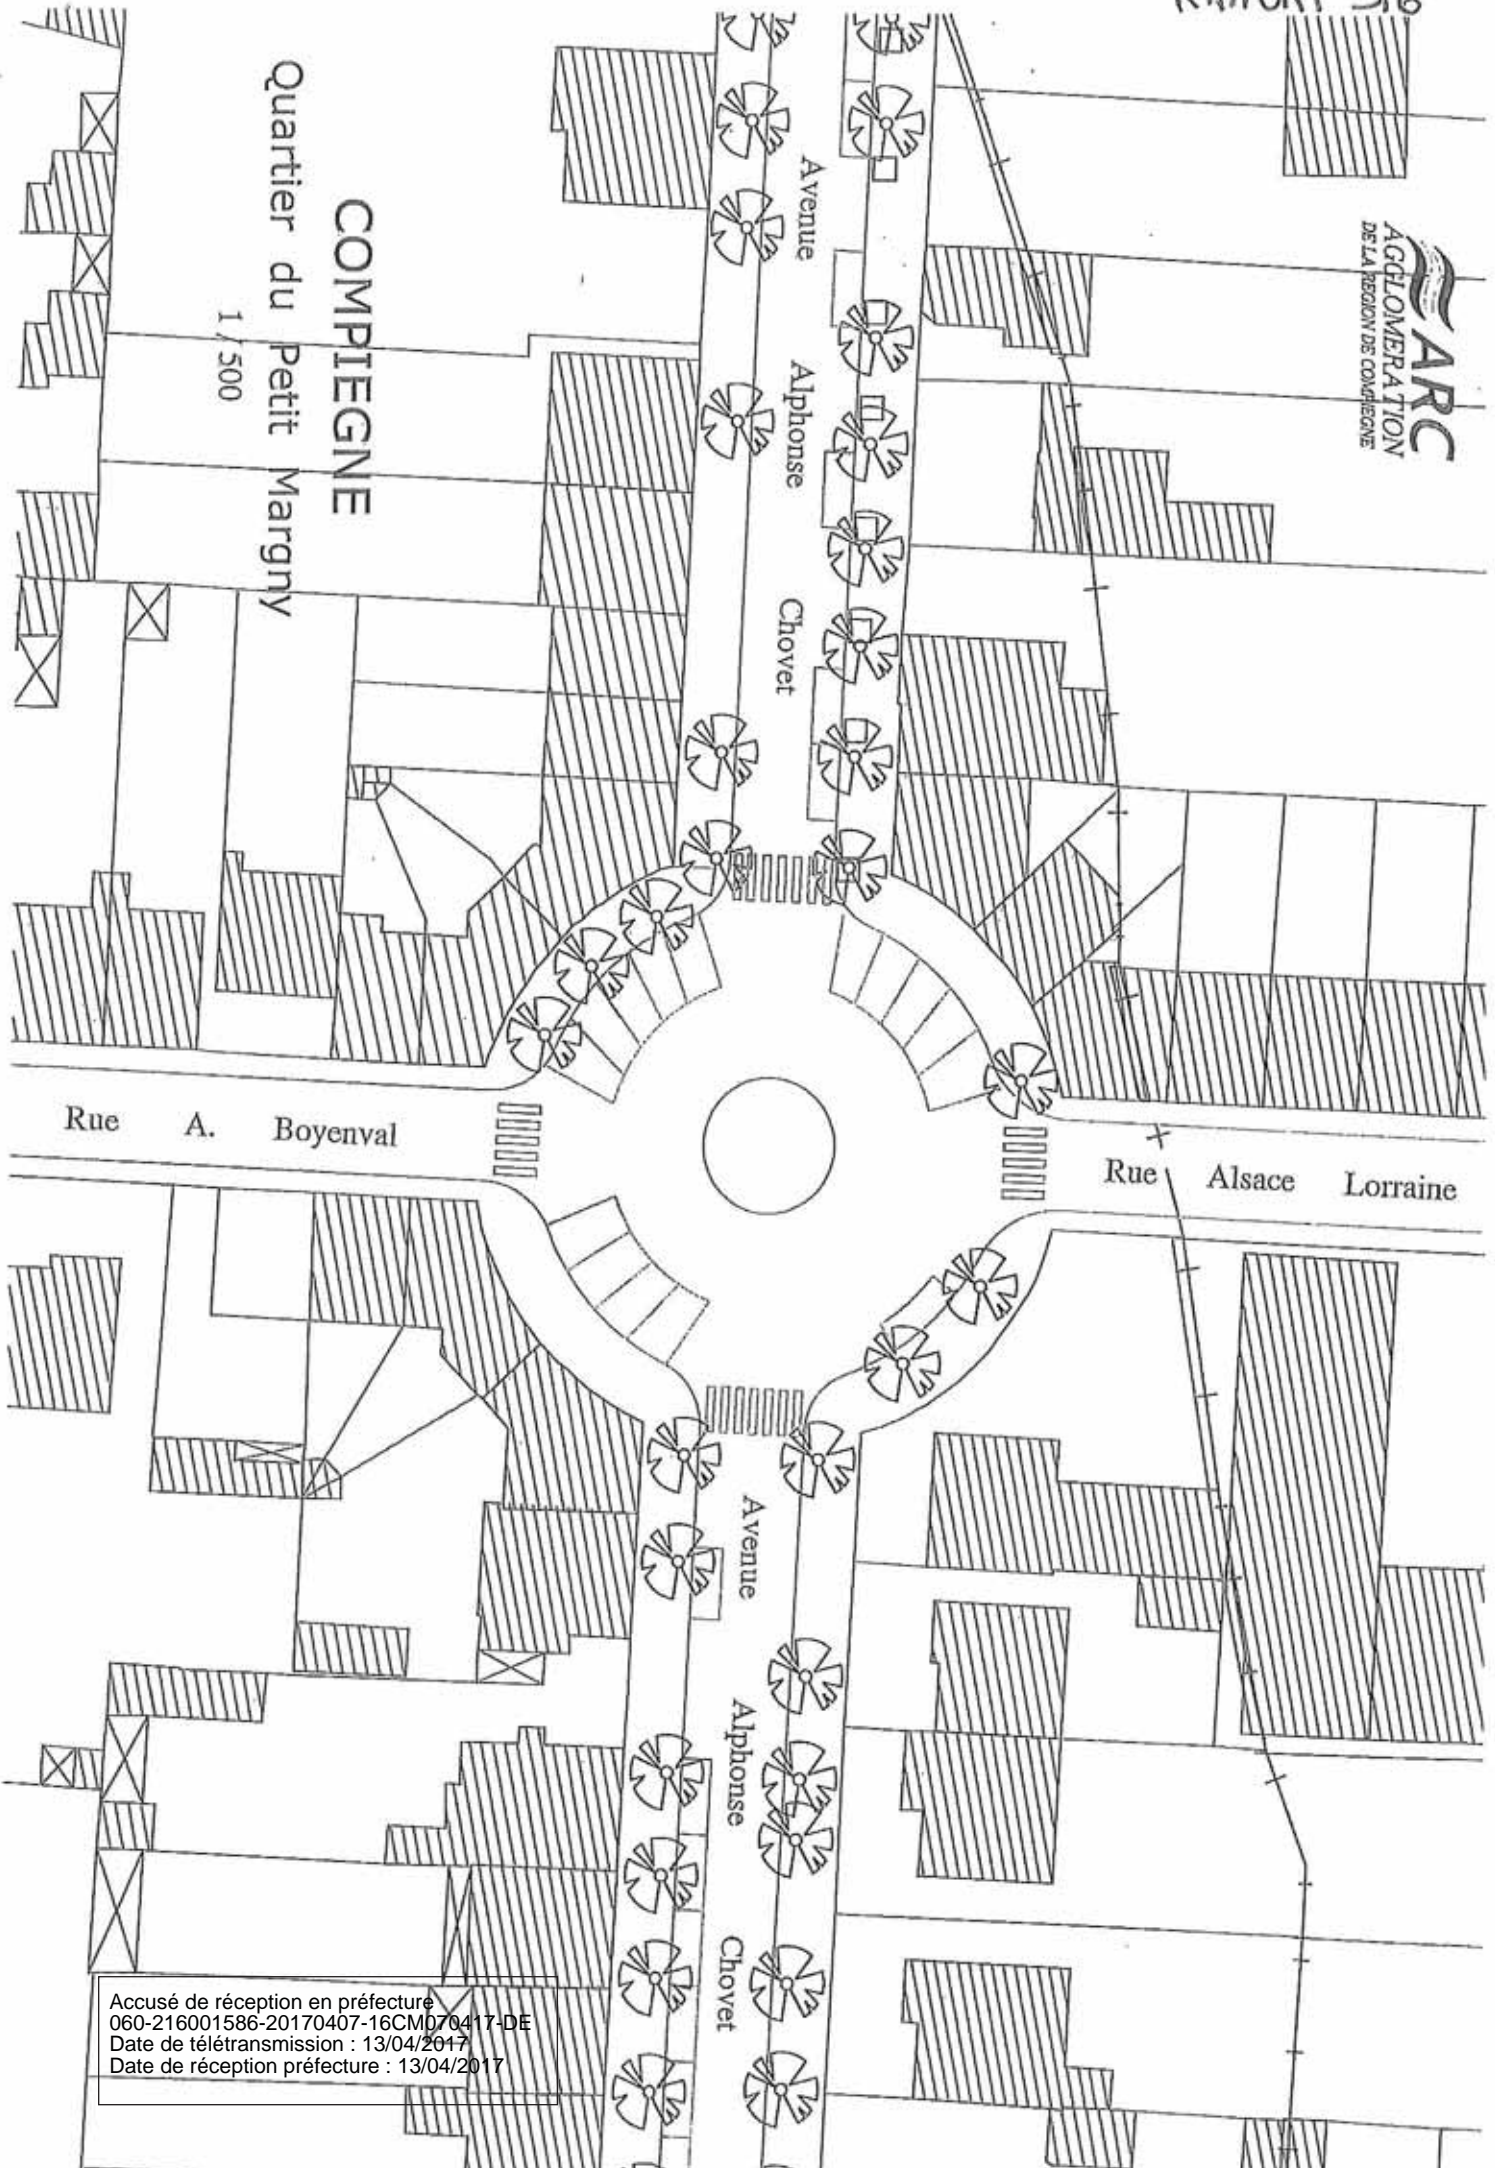 RAPPORT N°16
ARC
AGGLOMERATION
DE LA REGION DE COMPIEGNE
COMPIEGNE
Quartier du Petit Margny
1 / 500
Avenue Alphonse Chovet
Rue A. Boyenval
Rue Alsace Lorraine
Avenue Alphonse Chovet
Accusé de réception en préfecture
060-216001586-20170407-16CM070417-DE
Date de télétransmission : 13/04/2017
Date de réception préfecture : 13/04/2017